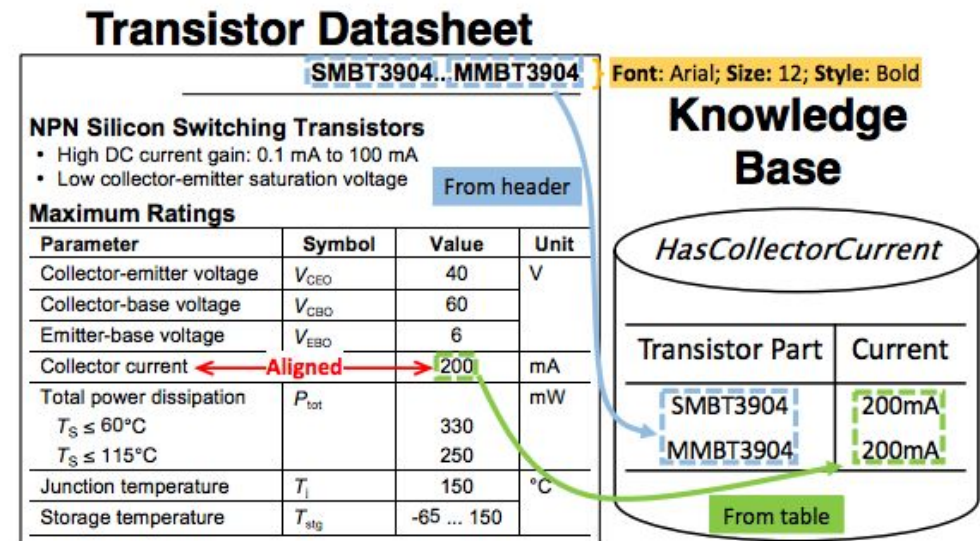 Transistor Datasheet
SMBT3904...MMBT3904
Font: Arial; Size: 12; Style: Bold
NPN Silicon Switching Transistors
• High DC current gain: 0.1 mA to 100 mA
• Low collector-emitter saturation voltage
From header
Maximum Ratings
Parameter Symbol Value Unit
Collector-emitter voltage VCEO 40 V
Collector-base voltage VCBO 60
Emitter-base voltage VEBO 6
Collector current Aligned 200 mA
Total power dissipation Ptot mW
TS ≤ 60°C 330
TS ≤ 115°C 250
Junction temperature Tj 150 °C
Storage temperature Tstg -65 ... 150
Knowledge
Base
HasCollectorCurrent
Transistor Part Current
SMBT3904 200mA
MMBT3904 200mA
From table